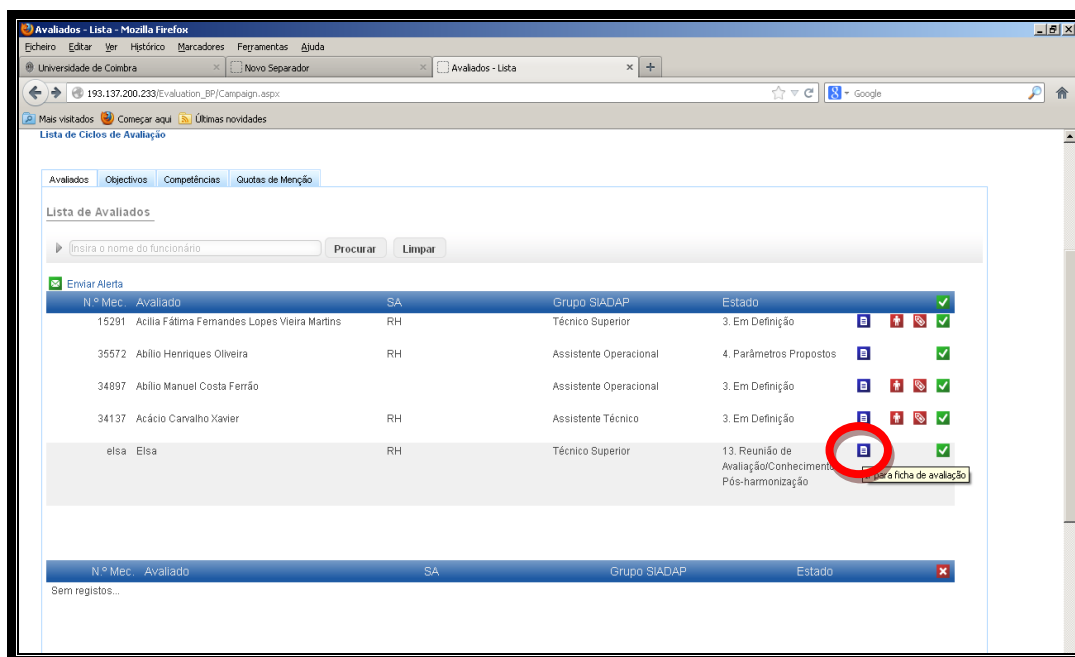 Avaliados - Lista - Mozilla Firefox
Ficheiro Editar Ver Histórico Marcadores Ferramentas Ajuda
Universidade de Coimbra × Novo Separador × Avaliados - Lista × +
193.137.200.233/Evaluation_BP/Campaign.aspx Google
Mais visitados Começar aqui Últimas novidades
Lista de Ciclos de Avaliação
Avaliados Objectivos Competências Quotas de Menção
Lista de Avaliados
Insira o nome do funcionário Procurar Limpar
Enviar Alerta
N.º Mec. Avaliado SA Grupo SIADAP Estado
15291 Acilia Fátima Fernandes Lopes Vieira Martins RH Técnico Superior 3. Em Definição
35572 Abílio Henriques Oliveira RH Assistente Operacional 4. Parâmetros Propostos
34897 Abílio Manuel Costa Ferrão Assistente Operacional 3. Em Definição
34137 Acácio Carvalho Xavier RH Assistente Técnico 3. Em Definição
elsa Elsa RH Técnico Superior 13. Reunião de
Avaliação/Conhecimento
Pós-harmonização
para ficha de avaliação
N.º Mec. Avaliado SA Grupo SIADAP Estado
Sem registos...